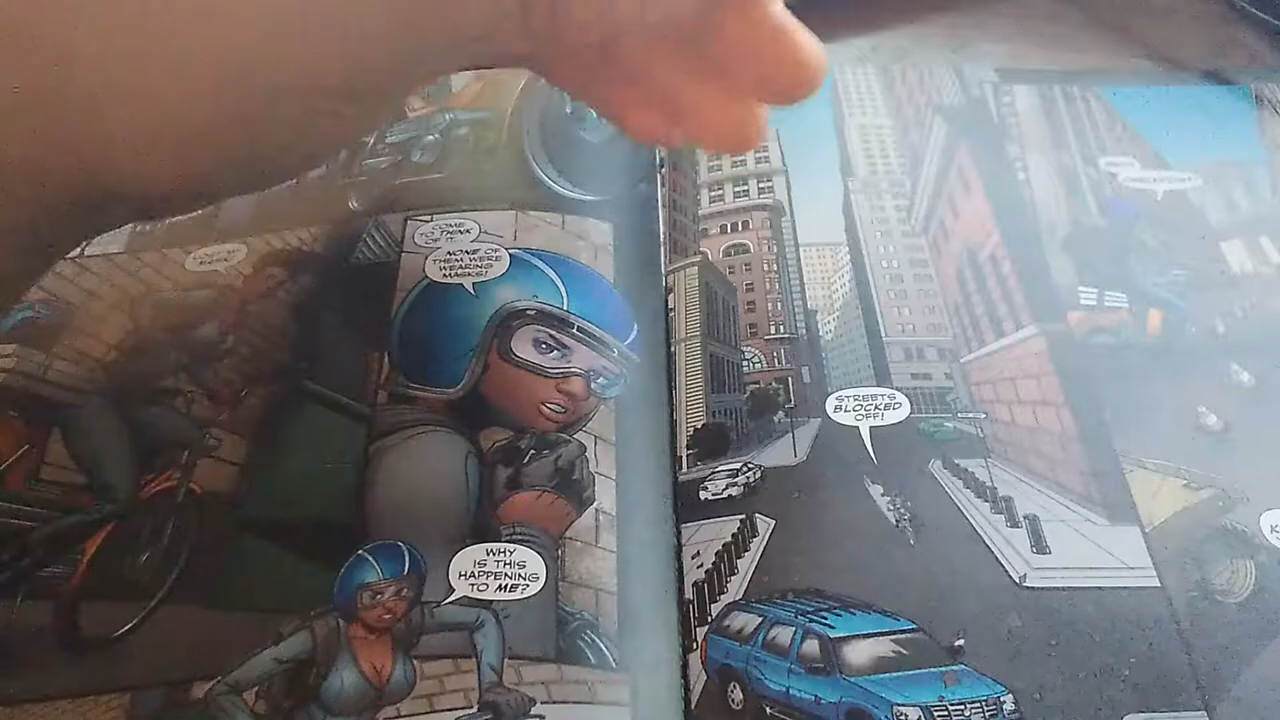 COME
TO THINK
OF IT...
NONE OF
THEM WERE
WEARING
MASKS!
WHY
IS THIS
HAPPENING
TO ME?
STREETS
BLOCKED
OFF!